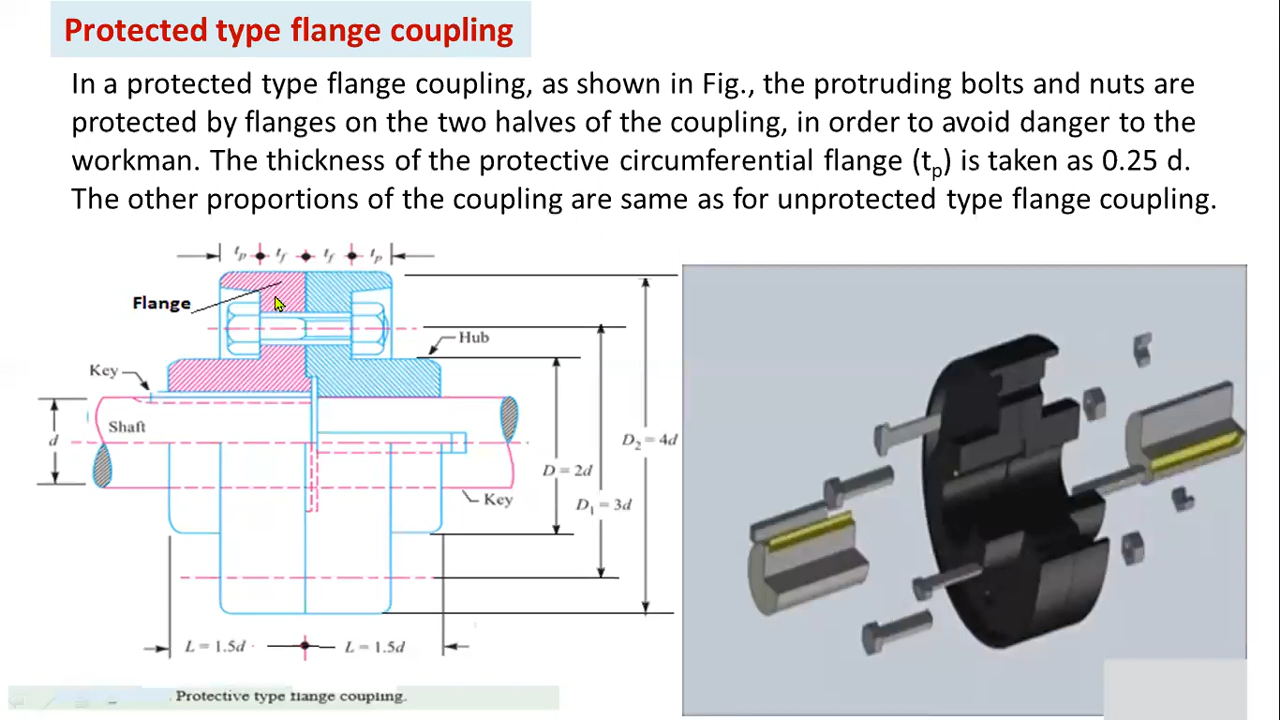 Protected type flange coupling
In a protected type flange coupling, as shown in Fig., the protruding bolts and nuts are
protected by flanges on the two halves of the coupling, in order to avoid danger to the
workman. The thickness of the protective circumferential flange (tp) is taken as 0.25 d.
The other proportions of the coupling are same as for unprotected type flange coupling.
tp tf tf tp
Flange
Hub
Key
Shaft
d
D2 = 4d
D = 2d
Key
D1 = 3d
L = 1.5d
L = 1.5d
Protective type flange coupling.